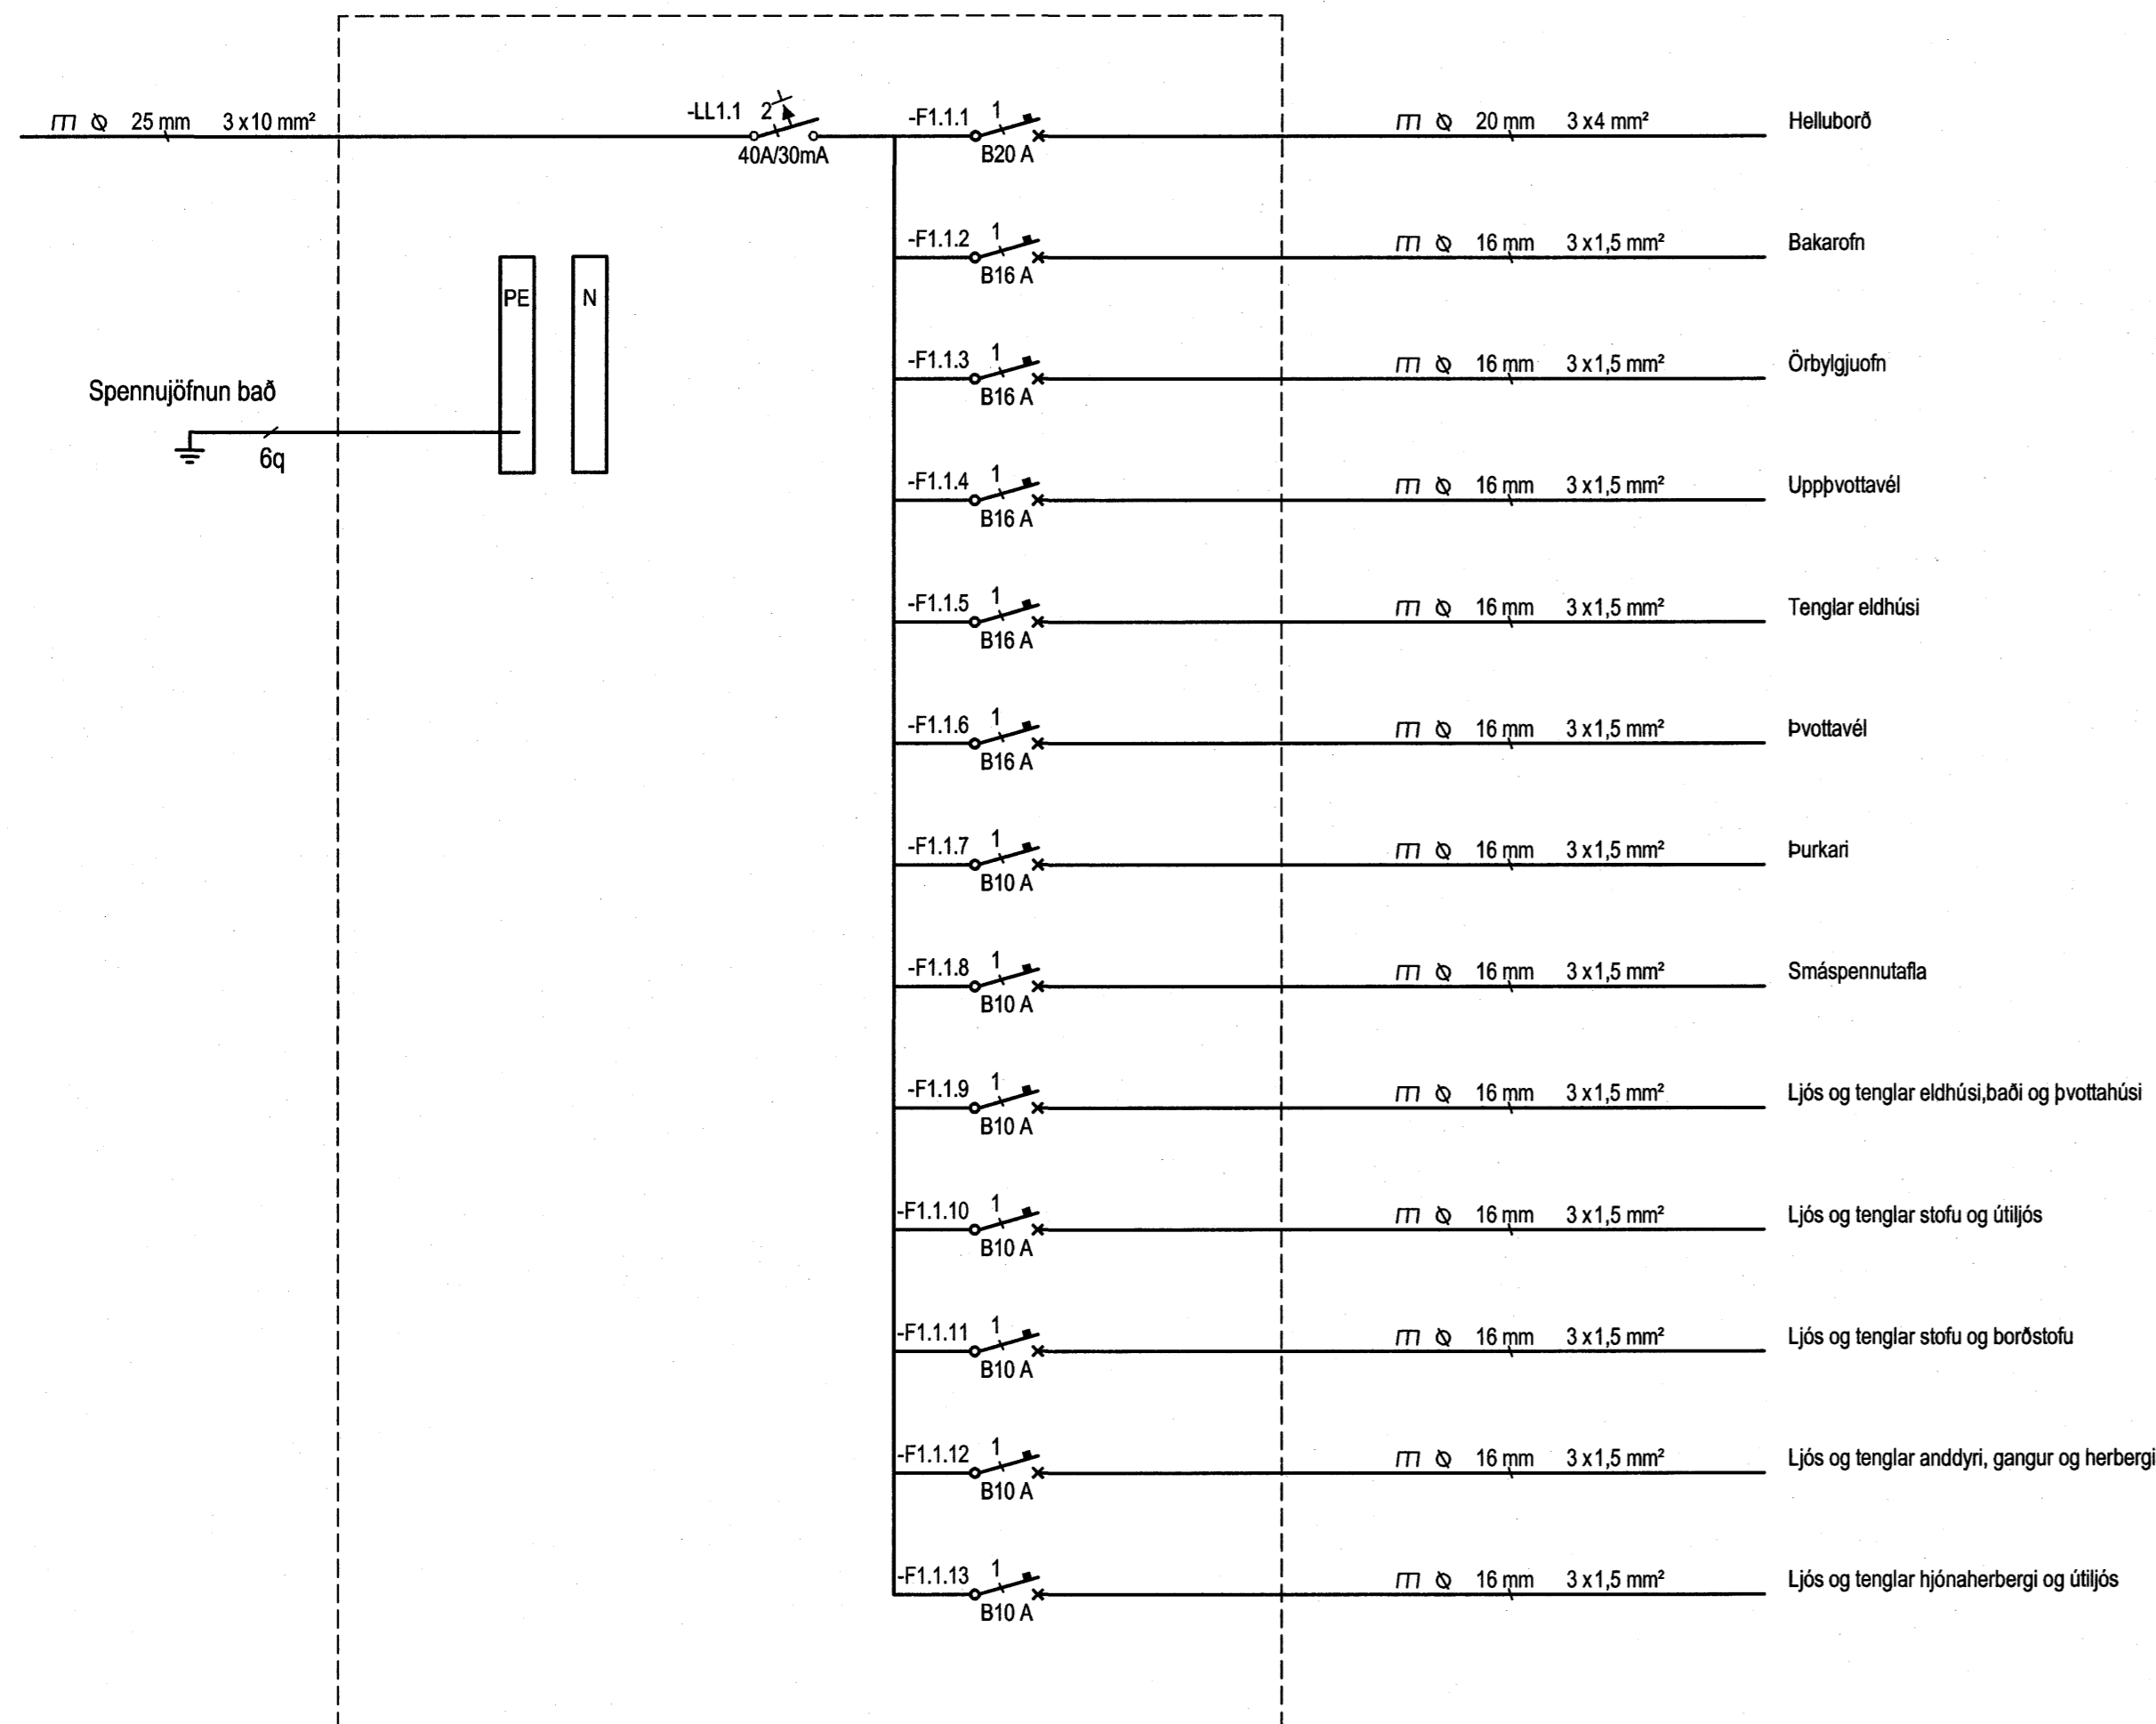 25 mm 3 x 10 mm²
-LL1.1 2
40A/30mA
-F1.1.1 1
B20 A
20 mm 3 x 4 mm²
Helluborð
-F1.1.2 1
B16 A
16 mm 3 x 1,5 mm²
Bakarofn
PE
N
Spennujöfnun bað
6q
-F1.1.3 1
B16 A
16 mm 3 x 1,5 mm²
Örbylgjuofn
-F1.1.4 1
B16 A
16 mm 3 x 1,5 mm²
Uppþvottavél
-F1.1.5 1
B16 A
16 mm 3 x 1,5 mm²
Tenglar eldhúsi
-F1.1.6 1
B16 A
16 mm 3 x 1,5 mm²
Þvottavél
-F1.1.7 1
B10 A
16 mm 3 x 1,5 mm²
Þurkari
-F1.1.8 1
B10 A
16 mm 3 x 1,5 mm²
Smáspennutafla
-F1.1.9 1
B10 A
16 mm 3 x 1,5 mm²
Ljós og tenglar eldhúsi,baði og þvottahúsi
-F1.1.10 1
B10 A
16 mm 3 x 1,5 mm²
Ljós og tenglar stofu og útiljós
-F1.1.11 1
B10 A
16 mm 3 x 1,5 mm²
Ljós og tenglar stofu og borðstofu
-F1.1.12 1
B10 A
16 mm 3 x 1,5 mm²
Ljós og tenglar anddyri, gangur og herbergi
-F1.1.13 1
B10 A
16 mm 3 x 1,5 mm²
Ljós og tenglar hjónaherbergi og útiljós